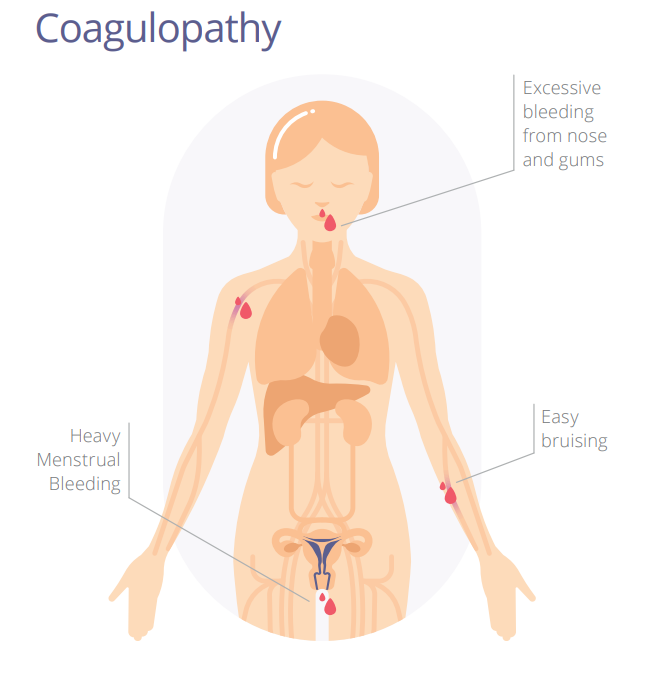 Coagulopathy
Excessive
bleeding
from nose
and gums
Easy
bruising
Heavy
Menstrual
Bleeding